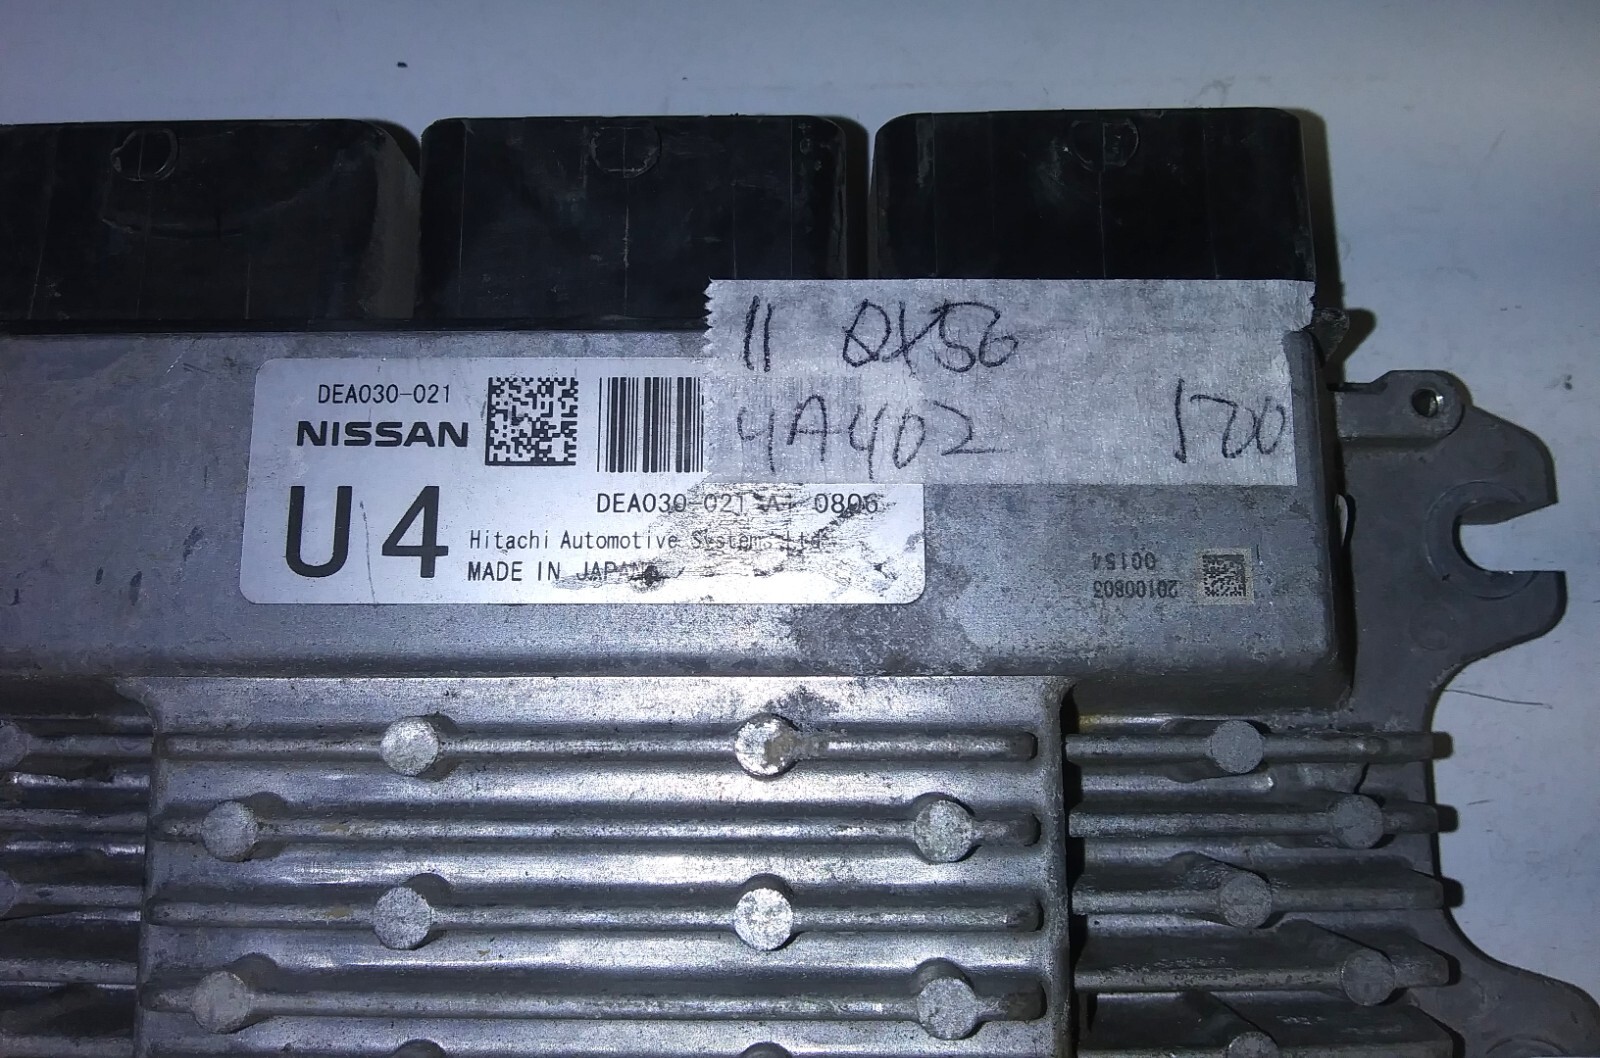 11 QX56
4A402 500
DEA030-021
NISSAN
U4
DEA030-021 A1 0806
Hitachi Automotive Systems, Ltd.
MADE IN JAPAN
20100803
00154